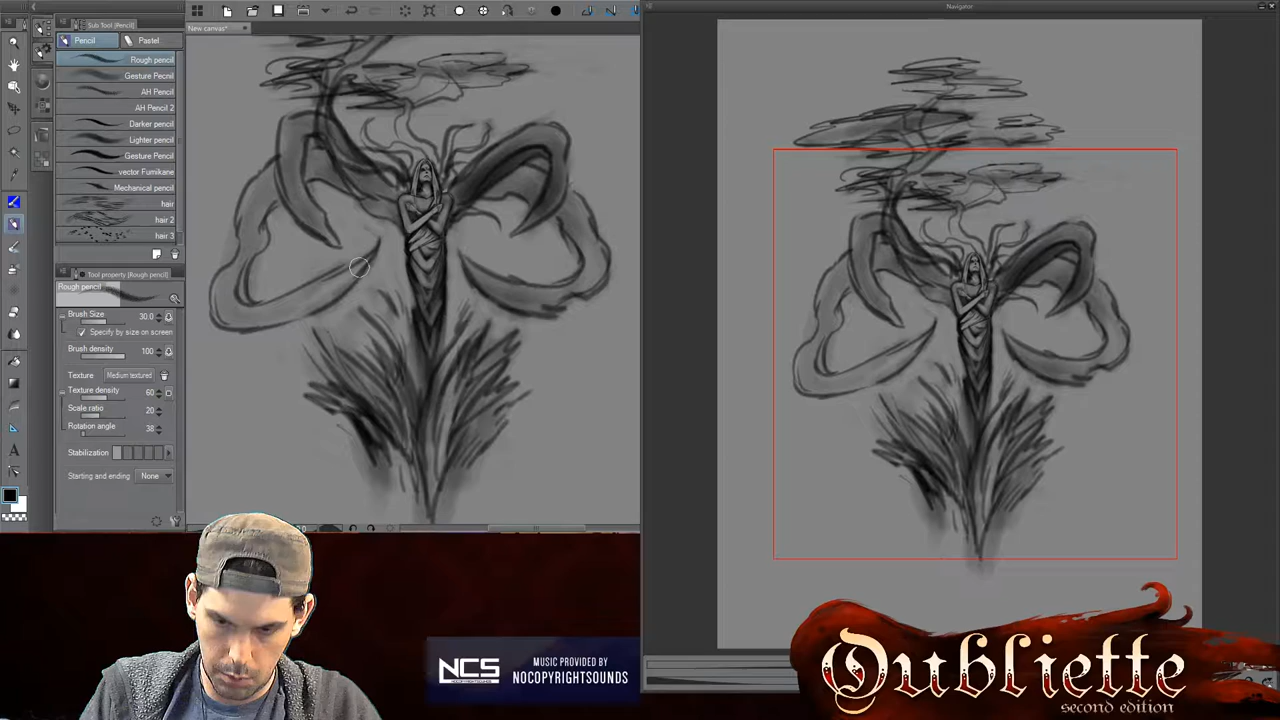 Navigator
Sub Tool [Pencil]
New canvas*
Pencil
Pastel
Rough pencil
Gesture Pecnil
AH Pencil
AH Pencil 2
Darker pencil
Lighter pencil
Gesture Pencil
vector Fumikane
Mechanical pencil
hair
hair 2
hair 3
Tool property [Rough pencil]
Rough pencil
Brush Size 30.0
Specify by size on screen
Brush density 100
Texture Medium textured
Texture density 60
Scale ratio 20
Rotation angle 38
Stabilization
Starting and ending None
A
NCS
MUSIC PROVIDED BY
NOCOPYRIGHTSOUNDS
Oubliette
second edition